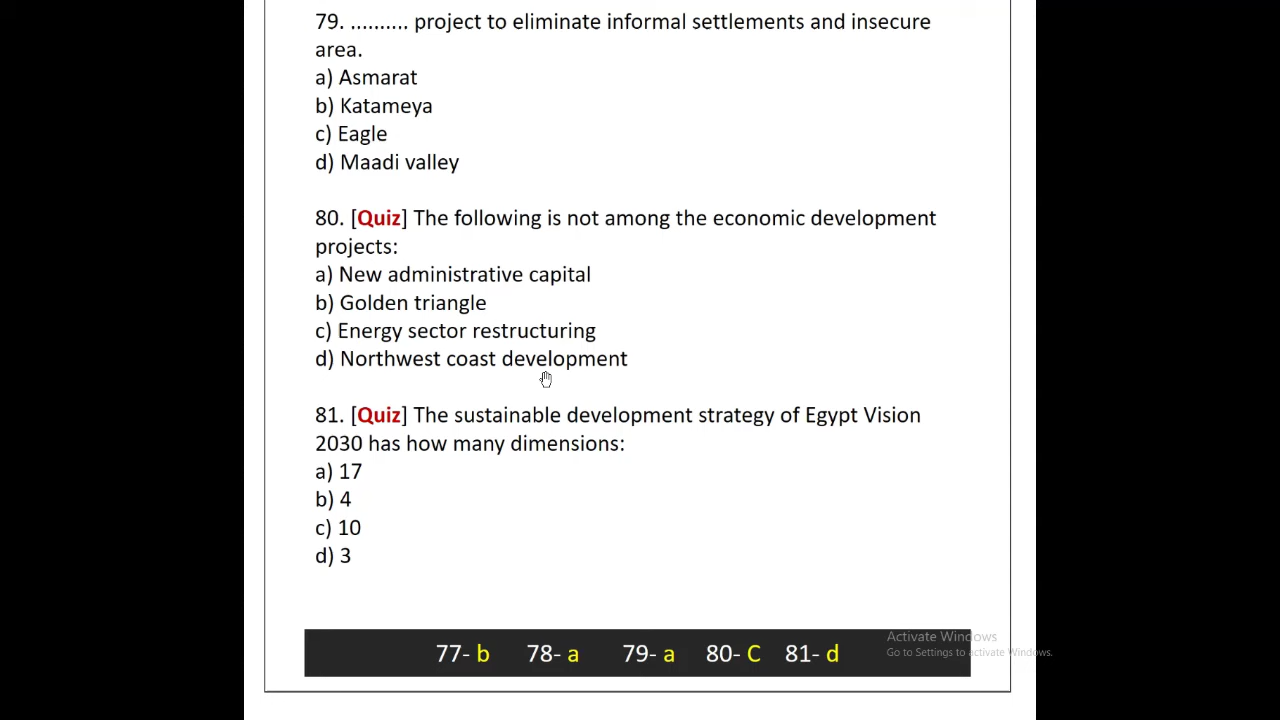 79. .......... project to eliminate informal settlements and insecure
area.
a) Asmarat
b) Katameya
c) Eagle
d) Maadi valley
80. [Quiz] The following is not among the economic development
projects:
a) New administrative capital
b) Golden triangle
c) Energy sector restructuring
d) Northwest coast development
81. [Quiz] The sustainable development strategy of Egypt Vision
2030 has how many dimensions:
a) 17
b) 4
c) 10
d) 3
77- b 78- a 79- a 80- C 81- d
Activate Windows
Go to Settings to activate Windows.